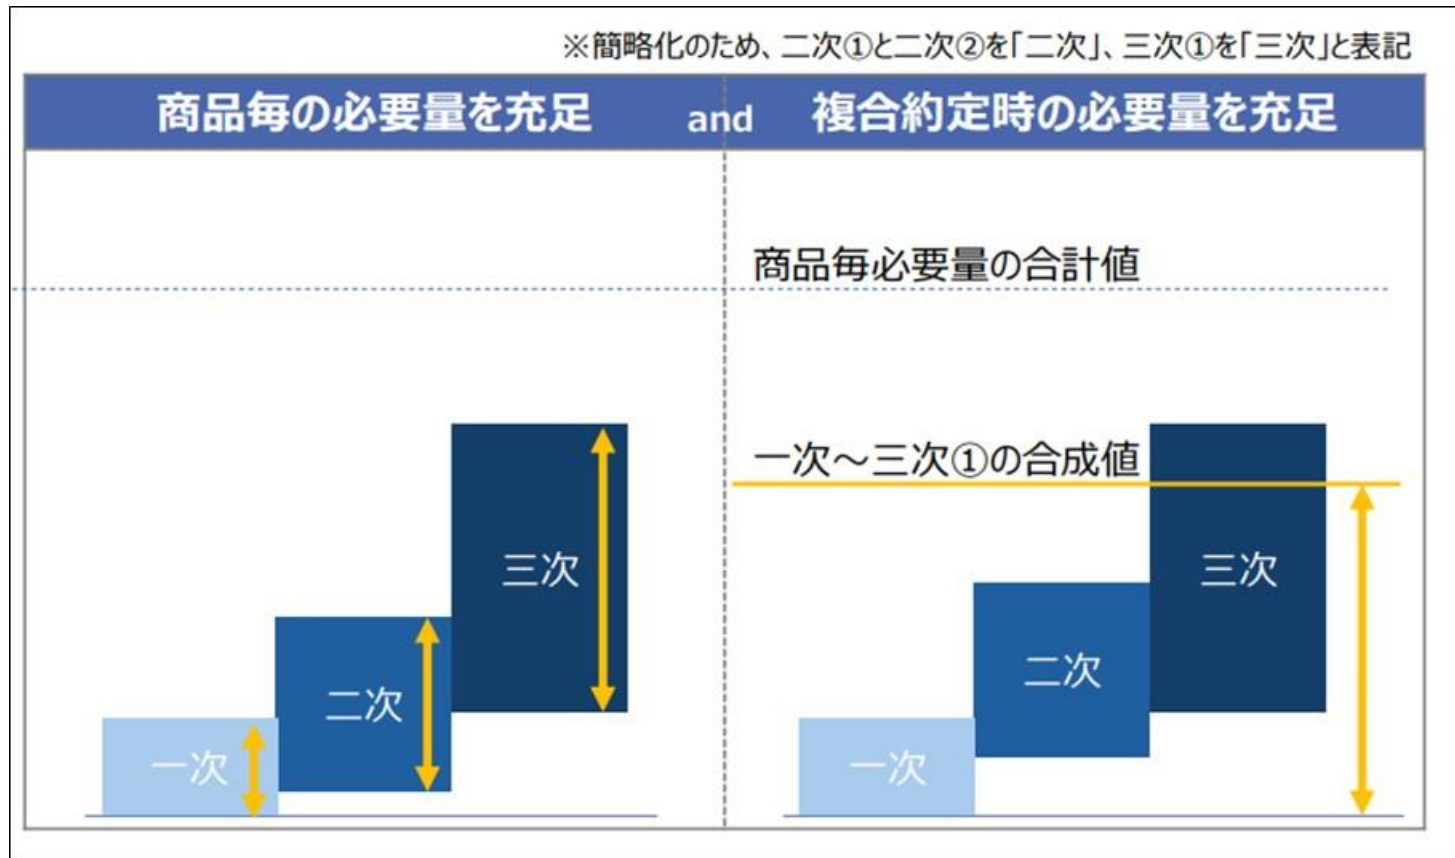 ※簡略化のため、二次①と二次②を「二次」、三次①を「三次」と表記
商品毎の必要量を充足 and 複合約定時の必要量を充足
商品毎必要量の合計値
一次～三次①の合成値
三次
二次
一次
三次
二次
一次